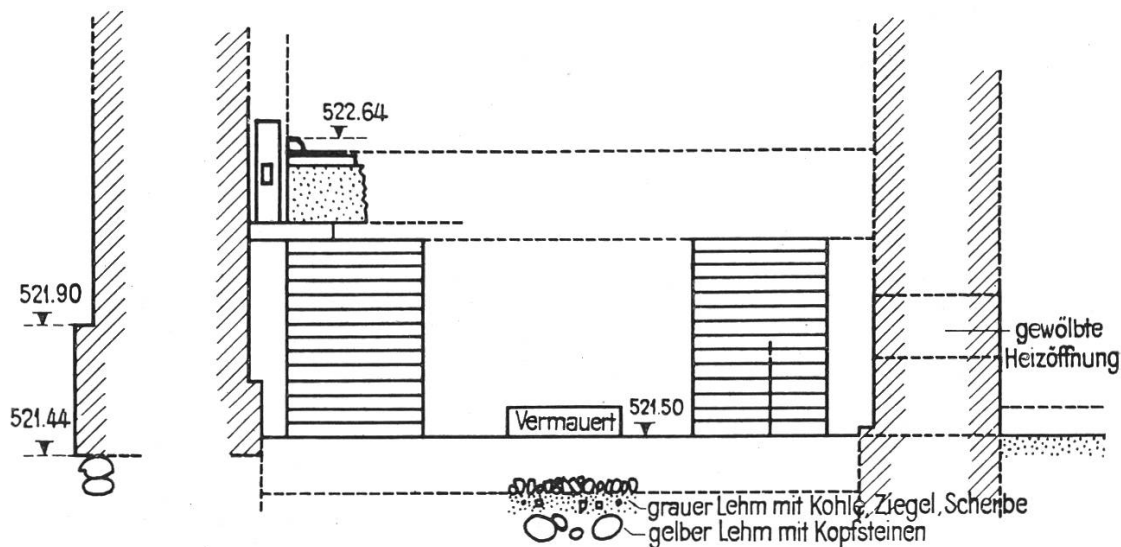 522.64
521.90
gewölbte
Heizöffnung
521.44
Vermauert
521.50
grauer Lehm mit Kohle, Ziegel, Scherbe
gelber Lehm mit Kopfsteinen